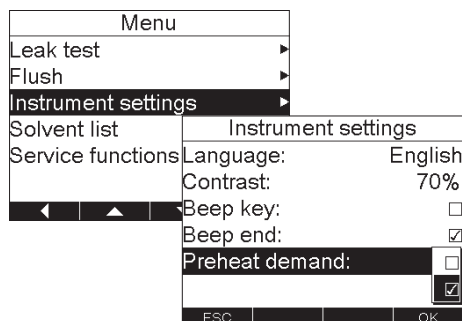 Menu
Leak test
Flush
Instrument settings
Solvent list
Service functions
Instrument settings
Language: English
Contrast: 70%
Beep key:
Beep end:
Preheat demand:
ESC OK